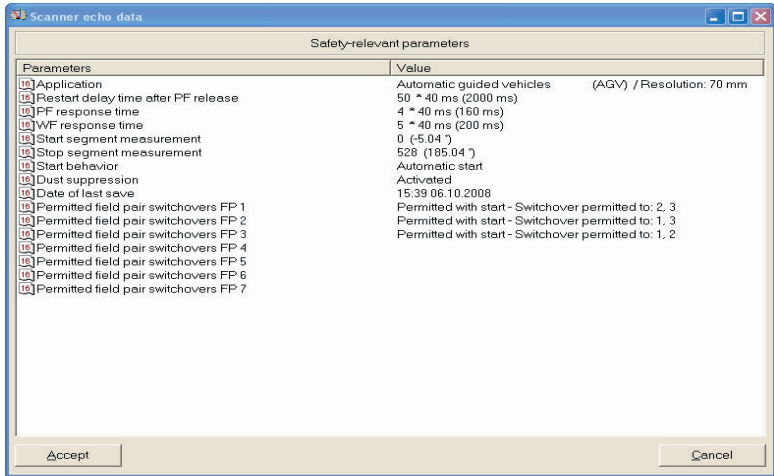 Scanner echo data
Safety-relevant parameters
Parameters Value
Application Automatic guided vehicles (AGV) / Resolution: 70 mm
Restart delay time after PF release 50 * 40 ms (2000 ms)
PF response time 4 * 40 ms (160 ms)
WF response time 5 * 40 ms (200 ms)
Start segment measurement 0 (-5.04 °)
Stop segment measurement 528 (185.04 °)
Start behavior Automatic start
Dust suppression Activated
Date of last save 15:39 06.10.2008
Permitted field pair switchovers FP 1 Permitted with start - Switchover permitted to: 2, 3
Permitted field pair switchovers FP 2 Permitted with start - Switchover permitted to: 1, 3
Permitted field pair switchovers FP 3 Permitted with start - Switchover permitted to: 1, 2
Permitted field pair switchovers FP 4
Permitted field pair switchovers FP 5
Permitted field pair switchovers FP 6
Permitted field pair switchovers FP 7
Accept Cancel